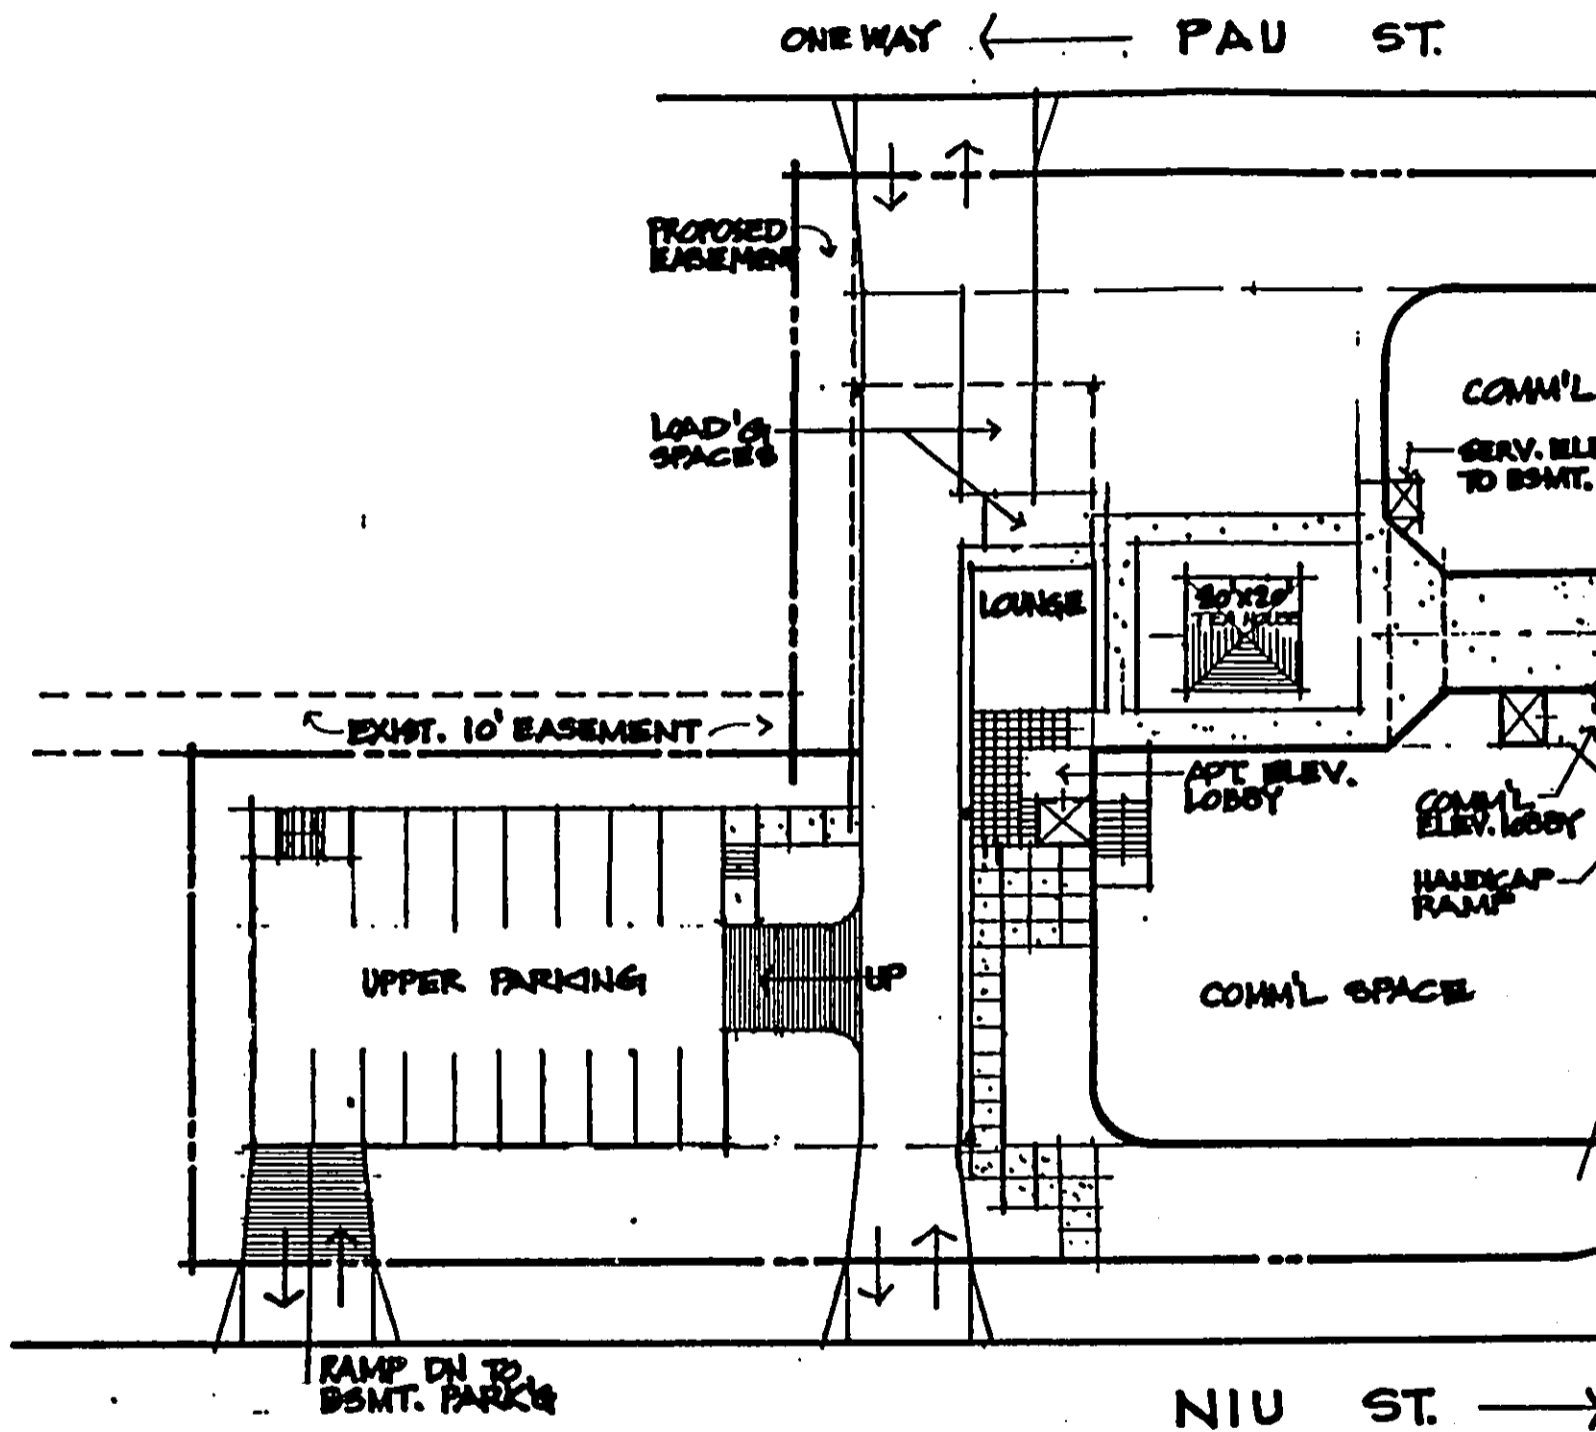 ONE WAY
PAU ST.
PROPOSED
EASEMENT
LOAD'G
SPACES
COMM'L
SERV. ELE
TO BSMT.
LOUNGE
20'X20'
TEA HOUSE
EXIST. 10' EASEMENT
APT. ELEV.
LOBBY
COMM'L
ELEV. LOBBY
HANDICAP
RAMP
UPPER PARKING
UP
COMM'L SPACE
RAMP DN TO
BSMT. PARK'G
NIU ST.